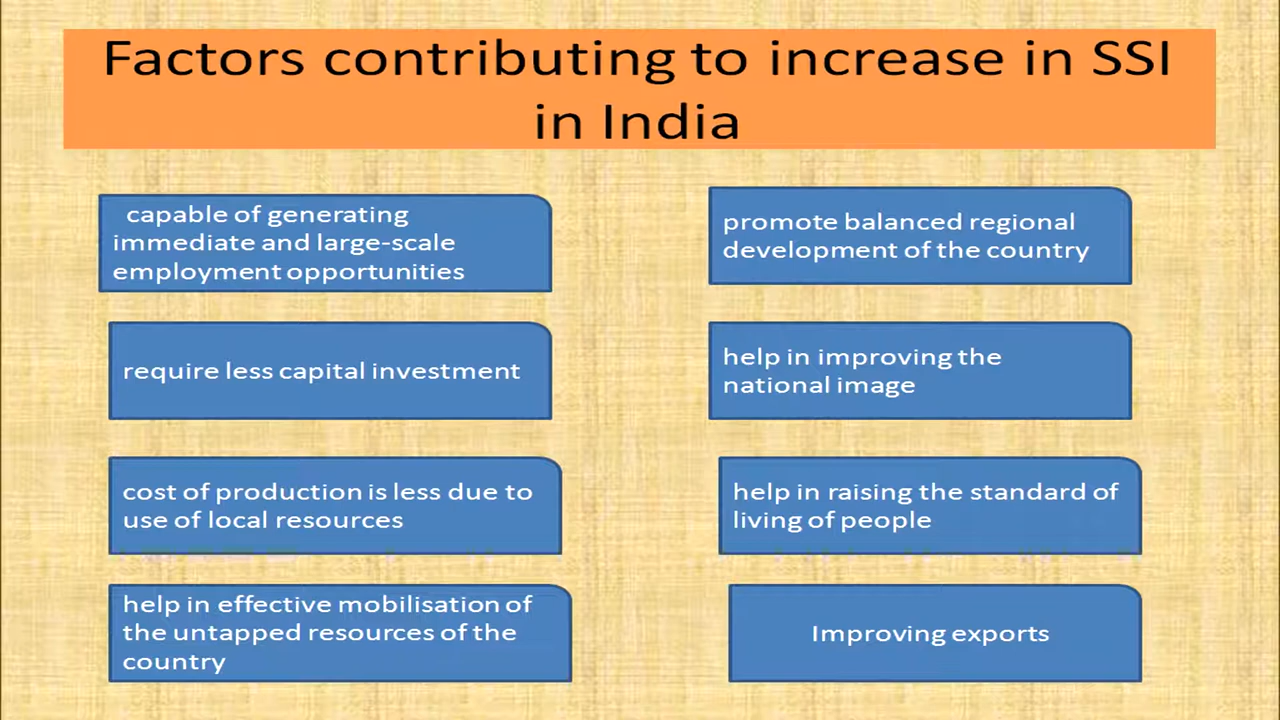 Factors contributing to increase in SSI
in India
capable of generating
immediate and large-scale
employment opportunities
require less capital investment
cost of production is less due to
use of local resources
help in effective mobilisation of
the untapped resources of the
country
promote balanced regional
development of the country
help in improving the
national image
help in raising the standard of
living of people
Improving exports